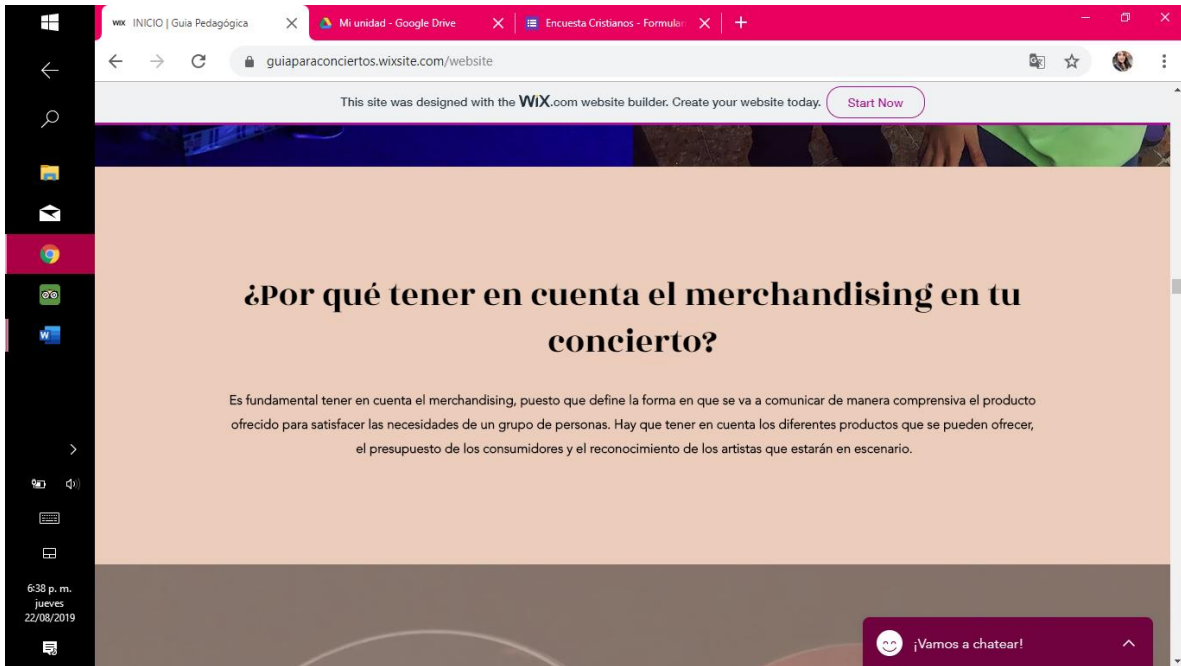 WIX INICIO | Guia Pedagógica
Mi unidad - Google Drive
Encuesta Cristianos - Formular
guiaparaconciertos.wixsite.com/website
This site was designed with the WiX.com website builder. Create your website today. Start Now
¿Por qué tener en cuenta el merchandising en tu
concierto?
Es fundamental tener en cuenta el merchandising, puesto que define la forma en que se va a comunicar de manera comprensiva el producto
ofrecido para satisfacer las necesidades de un grupo de personas. Hay que tener en cuenta los diferentes productos que se pueden ofrecer,
el presupuesto de los consumidores y el reconocimiento de los artistas que estarán en escenario.
6:38 p. m.
jueves
22/08/2019
¡Vamos a chatear!